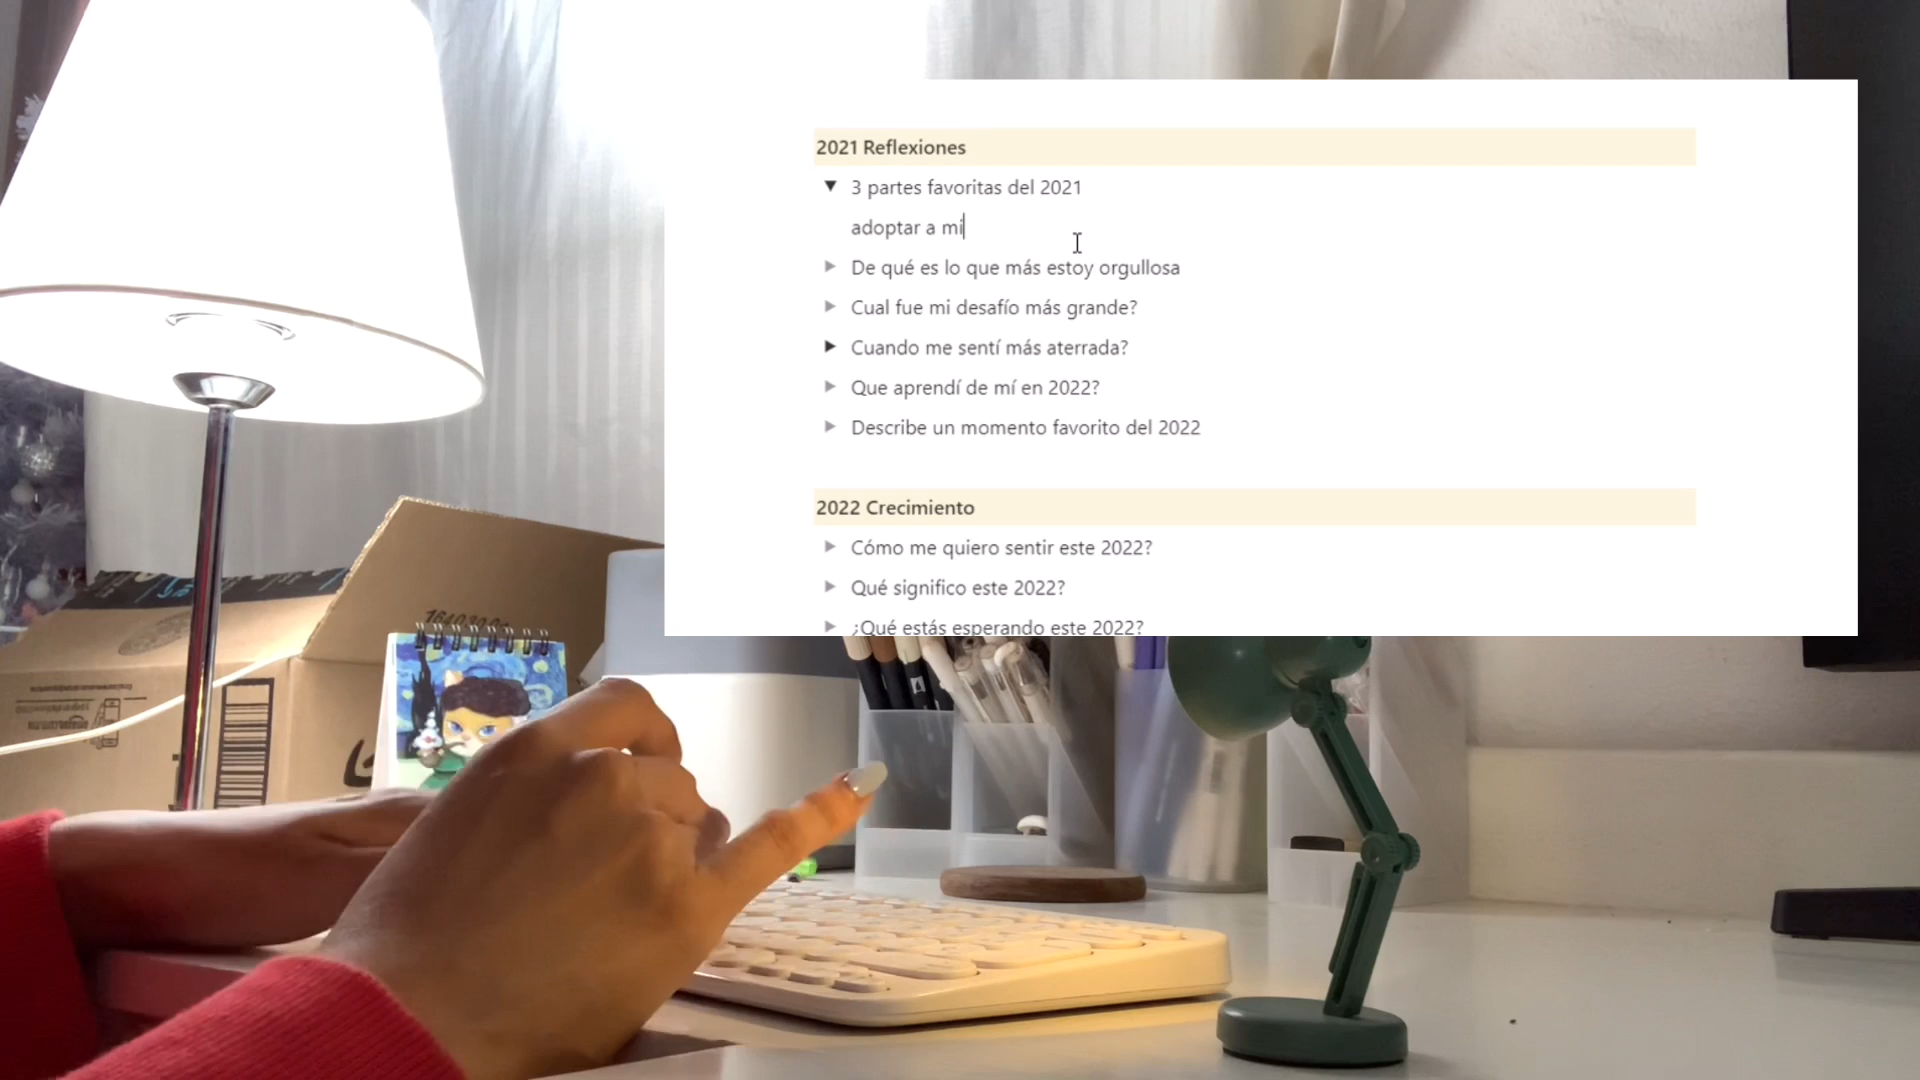 2021 Reflexiones
3 partes favoritas del 2021
adoptar a mi
De qué es lo que más estoy orgullosa
Cual fue mi desafío más grande?
Cuando me sentí más aterrada?
Que aprendí de mí en 2022?
Describe un momento favorito del 2022
2022 Crecimiento
Cómo me quiero sentir este 2022?
Qué significo este 2022?
¿Qué estás esperando este 2022?